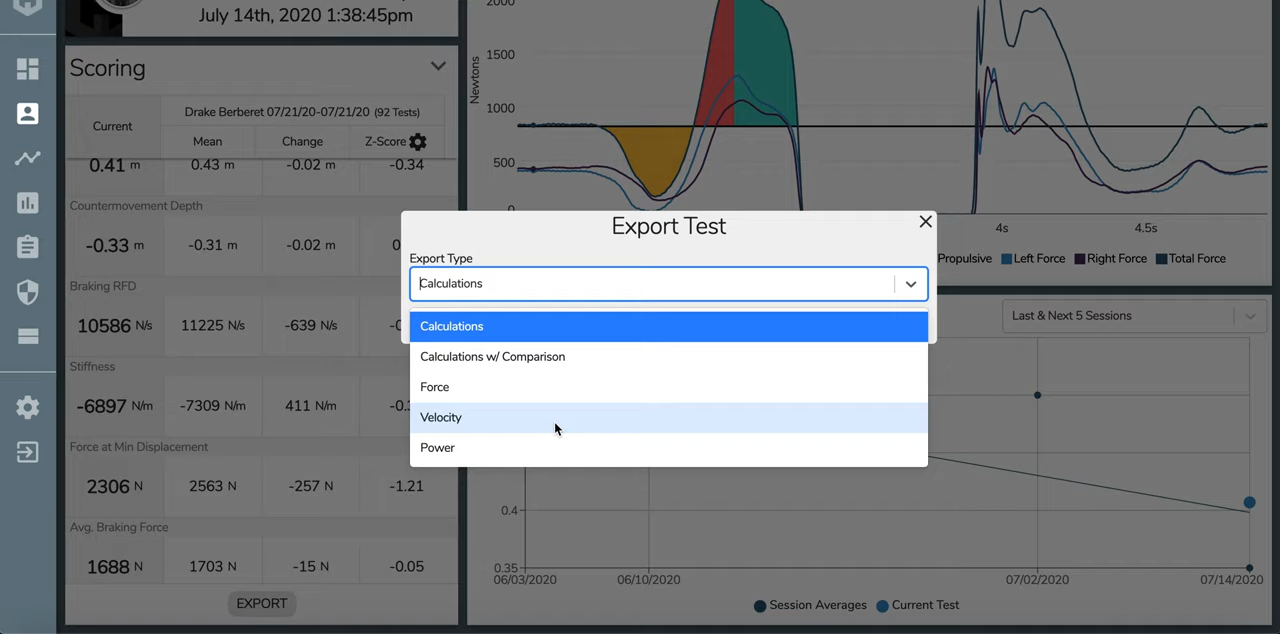 July 14th, 2020 1:38:45pm
Scoring
Current
Drake Berberet 07/21/20-07/21/20 (92 Tests)
Mean Change Z-Score
0.41 m 0.43 m -0.02 m -0.34
Countermovement Depth
-0.33 m -0.31 m -0.02 m
Braking RFD
10586 N/s 11225 N/s -639 N/s
Stiffness
-6897 N/m -7309 N/m 411 N/m
Force at Min Displacement
2306 N 2563 N -257 N -1.21
Avg. Braking Force
1688 N 1703 N -15 N -0.05
EXPORT
Newtons
2000
1500
1000
500
0
4s 4.5s
Propulsive Left Force Right Force Total Force
Export Test
Export Type
Calculations
Calculations
Calculations w/ Comparison
Force
Velocity
Power
Last & Next 5 Sessions
0.4
0.35
06/03/2020 06/10/2020 07/02/2020 07/14/2020
Session Averages Current Test